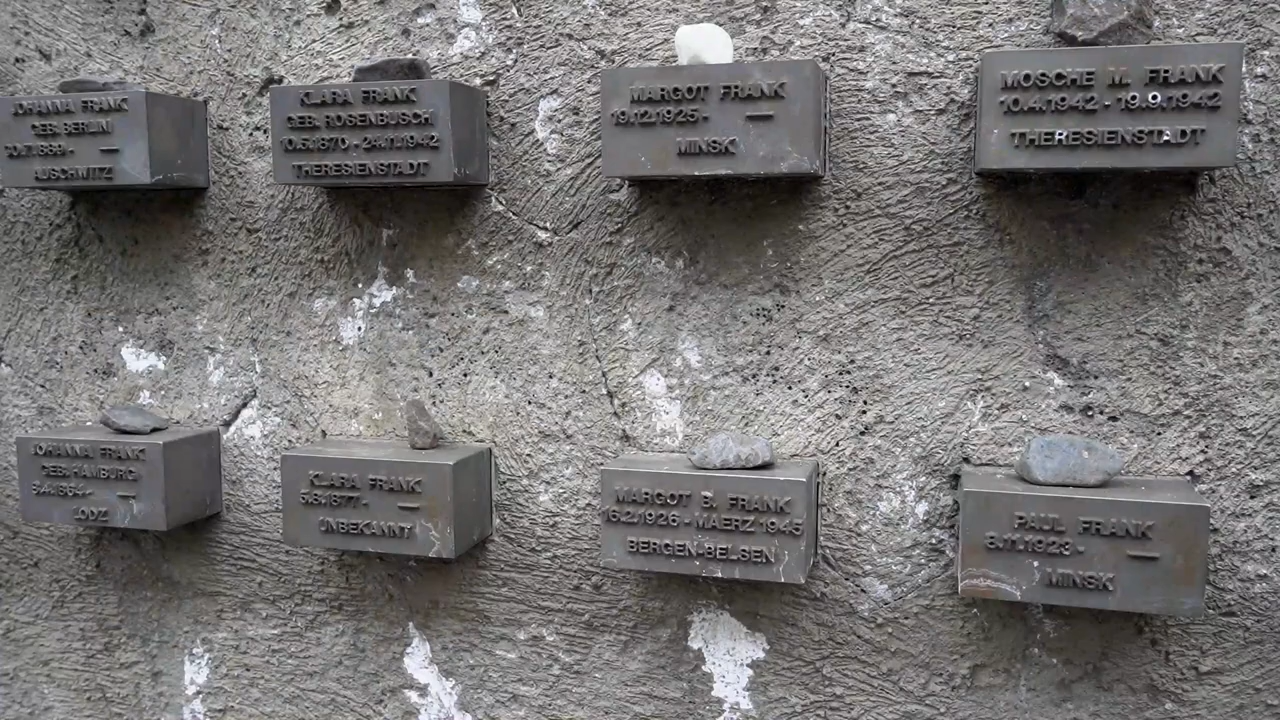 JOHANNA FRANK
GEB. BERLIN
AUSCHWITZ
KLARA FRANK
GEB. ROSENBUSCH
10.5.1870 - 24.11.1942
THERESIENSTADT
MARGOT FRANK
19.12.1925 - —
MINSK
MOSCHE M. FRANK
10.4.1942 - 19.9.1942
THERESIENSTADT
JOHANNA FRANK
GEB. HAMBURG
LODZ
KLARA FRANK
5.8.1877 - —
UNBEKANNT
MARGOT B. FRANK
16.2.1926 - MAERZ 1945
BERGEN-BELSEN
PAUL FRANK
8.11.1923 - —
MINSK